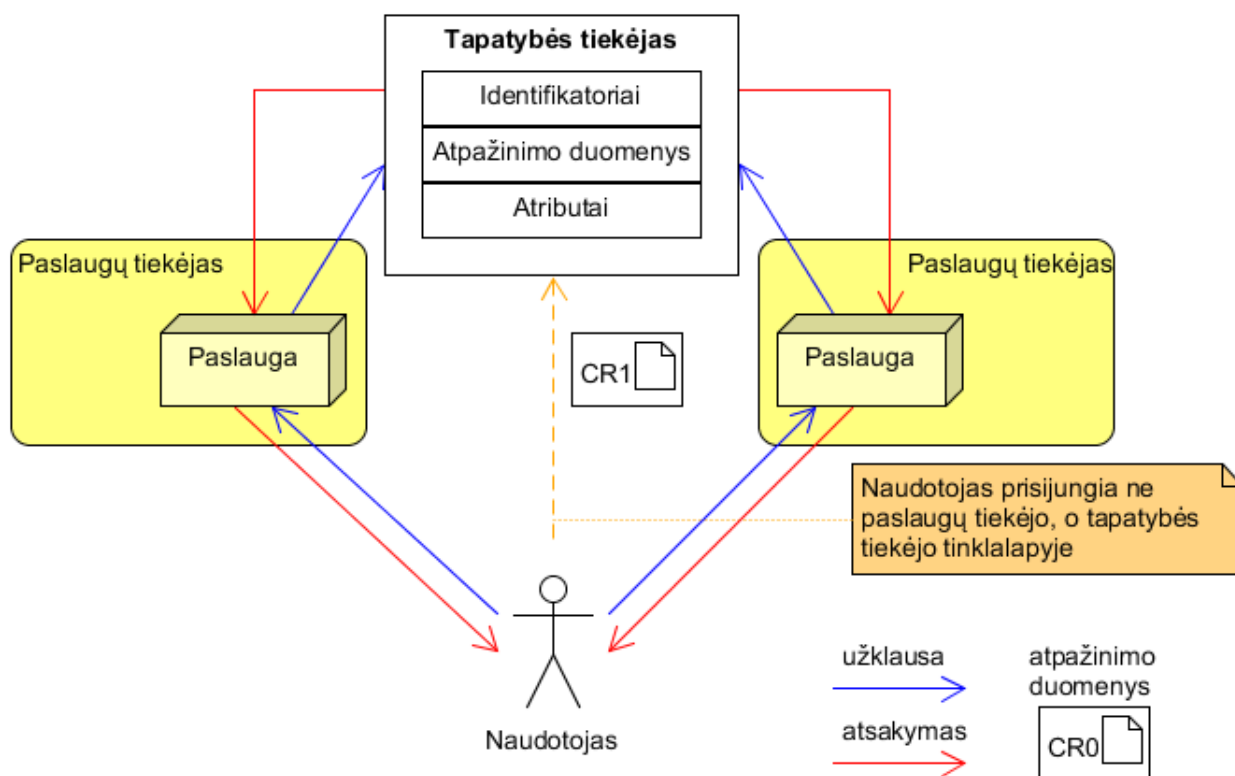 Tapatybės tiekėjas
Identifikatoriai
Atpažinimo duomenys
Atributai
Paslaugų tiekėjas
Paslauga
Paslaugų tiekėjas
Paslauga
CR1
Naudotojas prisijungia ne
paslaugų tiekėjo, o tapatybės
tiekėjo tinklalapyje
Naudotojas
užklausa
atsakymas
atpažinimo
duomenys
CR0